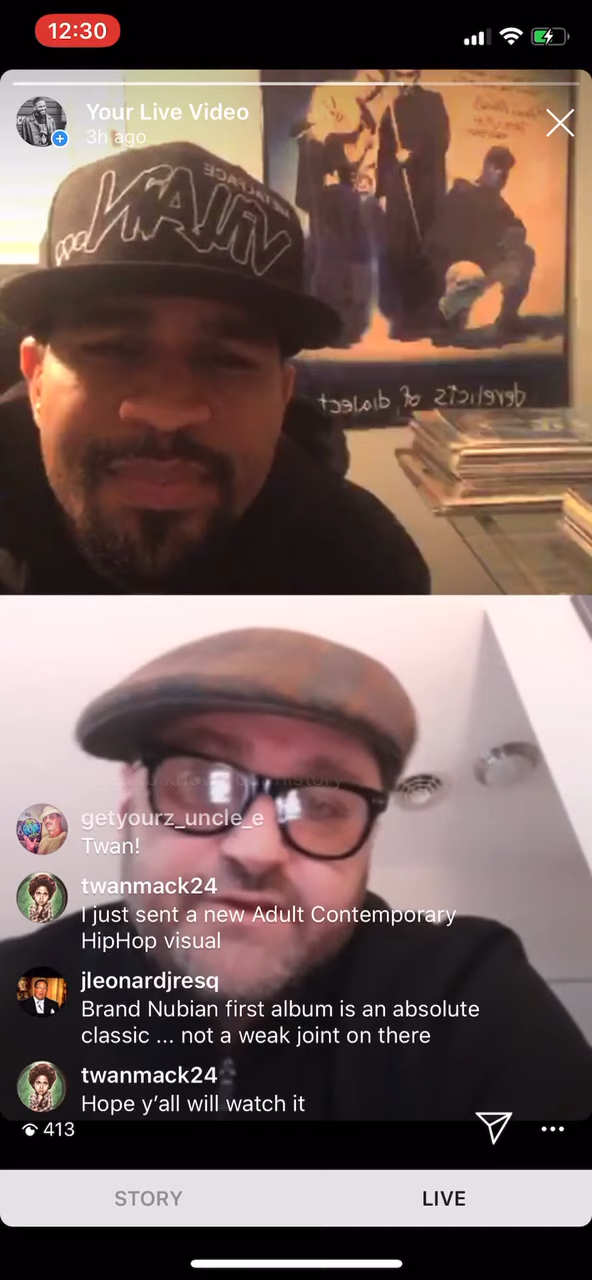 12:30
Your Live Video
3h ago
derelicts of dialect
history
getyourz_uncle_e
Twan!
twanmack24
I just sent a new Adult Contemporary
HipHop visual
jleonardjresq
Brand Nubian first album is an absolute
classic ... not a weak joint on there
twanmack24
Hope y’all will watch it
413
STORY
LIVE